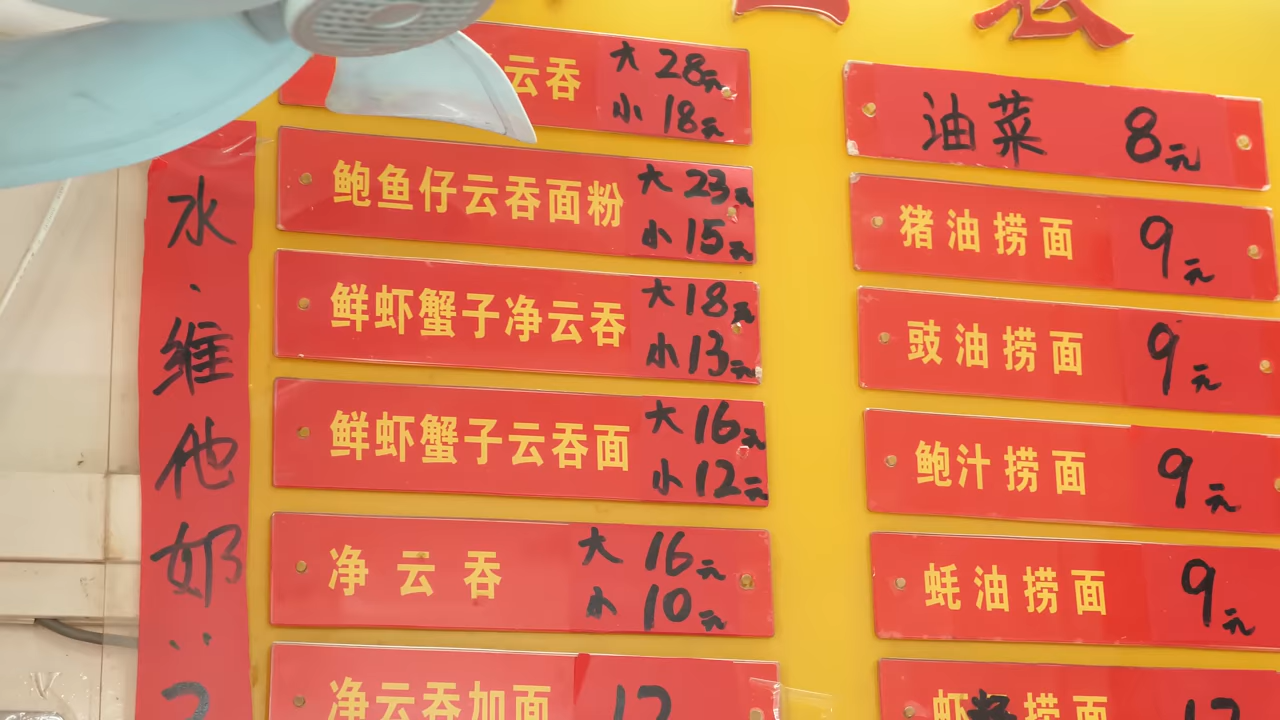 水·维他奶:2
云吞 大28元
小18元
鲍鱼仔云吞面粉 大23元
小15元
鲜虾蟹子净云吞 大18元
小13元
鲜虾蟹子云吞面 大16元
小12元
净云吞 大16元
小10元
净云吞加面 12
油菜 8元
猪油捞面 9元
豉油捞面 9元
鲍汁捞面 9元
蚝油捞面 9元
虾 捞面 12